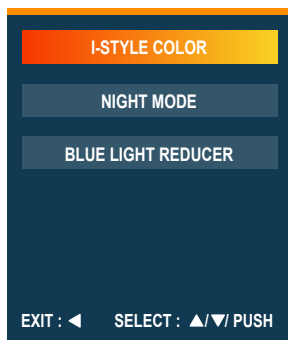 I-STYLE COLOR
NIGHT MODE
BLUE LIGHT REDUCER
EXIT : ◀ SELECT : ▲/▼/ PUSH